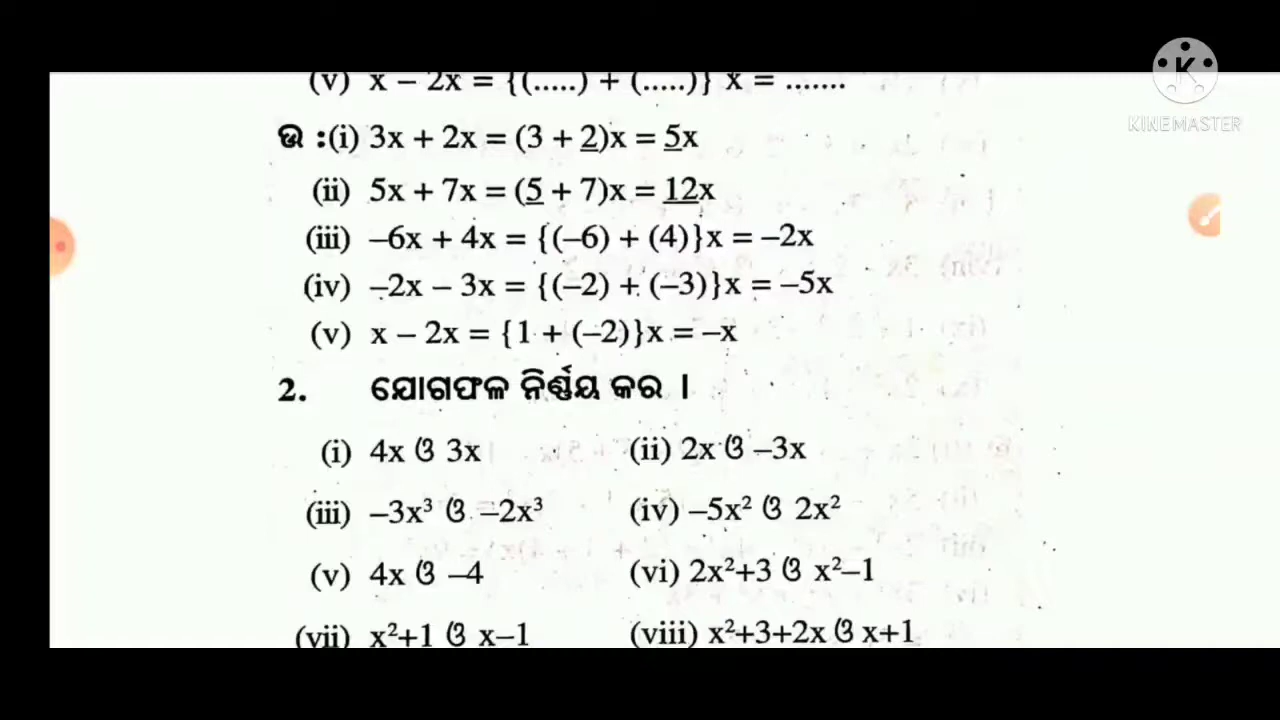 (v) x – 2x = {(.....) + (.....)} x = .......
KINEMASTER
ଉ :(i) 3x + 2x = (3 + 2)x = 5x
(ii) 5x + 7x = (5 + 7)x = 12x
(iii) –6x + 4x = {(–6) + (4)}x = –2x
(iv) –2x – 3x = {(–2) + (–3)}x = –5x
(v) x – 2x = {1 + (–2)}x = –x
2. ଯୋଗଫଳ ନିର୍ଣ୍ଣୟ କର ।
(i) 4x ଓ 3x (ii) 2x ଓ –3x
(iii) –3x³ ଓ –2x³ (iv) –5x² ଓ 2x²
(v) 4x ଓ –4 (vi) 2x²+3 ଓ x²–1
(vii) x²+1 ଓ x–1 (viii) x²+3+2x ଓ x+1